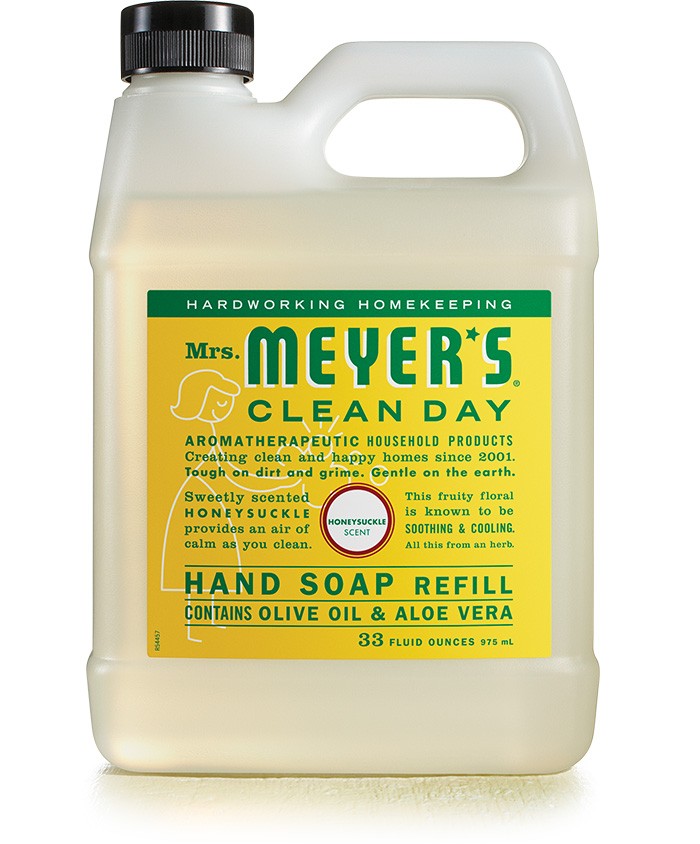 HARDWORKING HOMEKEEPING
Mrs. MEYER'S®
CLEAN DAY
AROMATHERAPEUTIC HOUSEHOLD PRODUCTS
Creating clean and happy homes since 2001.
Tough on dirt and grime. Gentle on the earth.
Sweetly scented
HONEYSUCKLE
provides an air of
calm as you clean.
HONEYSUCKLE
SCENT
This fruity floral
is known to be
SOOTHING & COOLING.
All this from an herb.
HAND SOAP REFILL
CONTAINS OLIVE OIL & ALOE VERA
33 FLUID OUNCES 975 mL
R54457